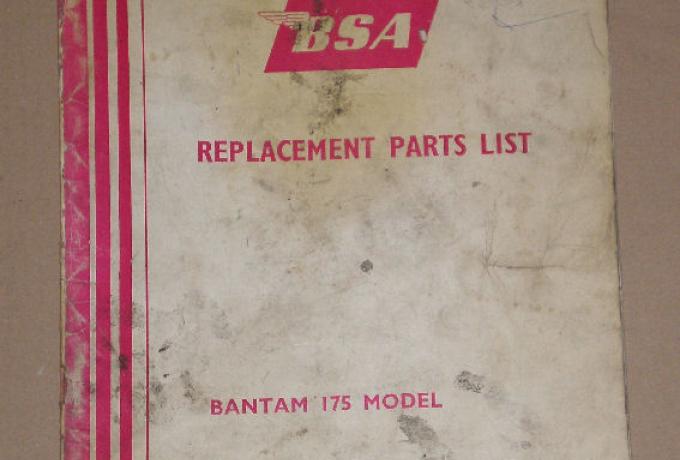 BSA
REPLACEMENT PARTS LIST
BANTAM 175 MODEL